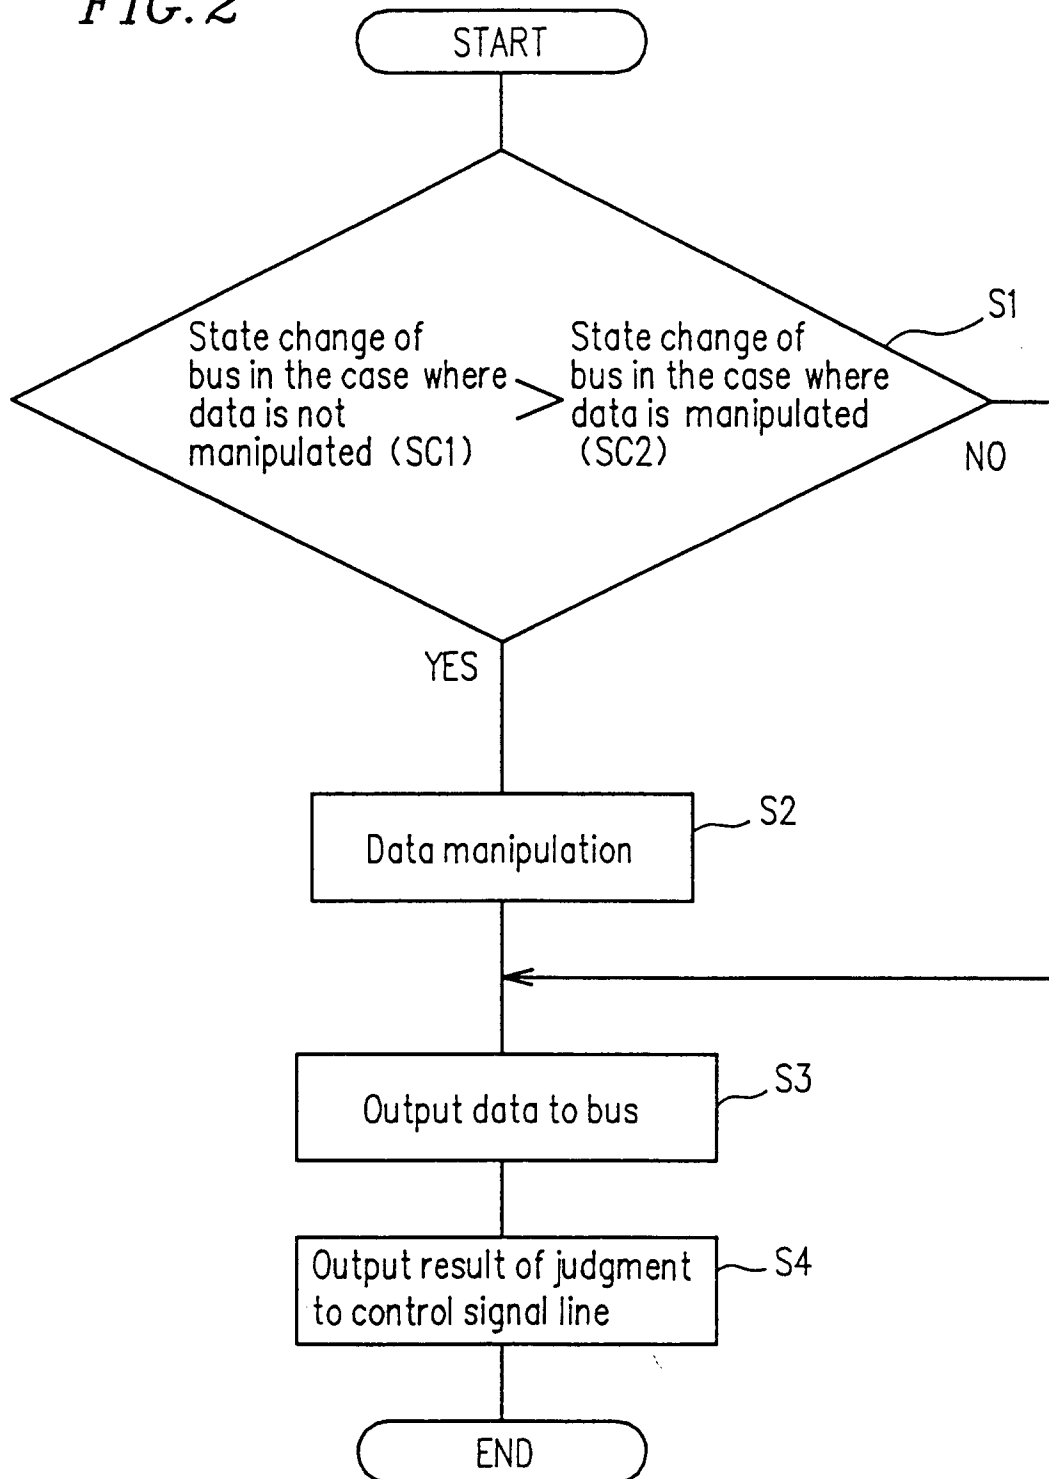 FIG. 2
START
State change of
bus in the case where
data is not
manipulated (SC1)
>
State change of
bus in the case where
data is manipulated
(SC2)
S1
NO
YES
Data manipulation
S2
Output data to bus
S3
Output result of judgment
to control signal line
S4
END